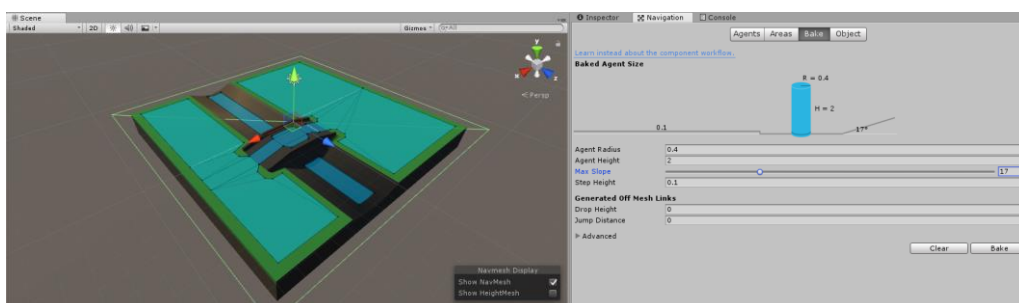 Scene
Shaded 2D Gizmos All
y
x z
Persp
Navmesh Display
Show NavMesh
Show HeightMesh
Inspector Navigation Console
Agents Areas Bake Object
Learn instead about the component workflow.
Baked Agent Size
R = 0.4
H = 2
0.1 17°
Agent Radius 0.4
Agent Height 2
Max Slope 17
Step Height 0.1
Generated Off Mesh Links
Drop Height 0
Jump Distance 0
Advanced
Clear Bake